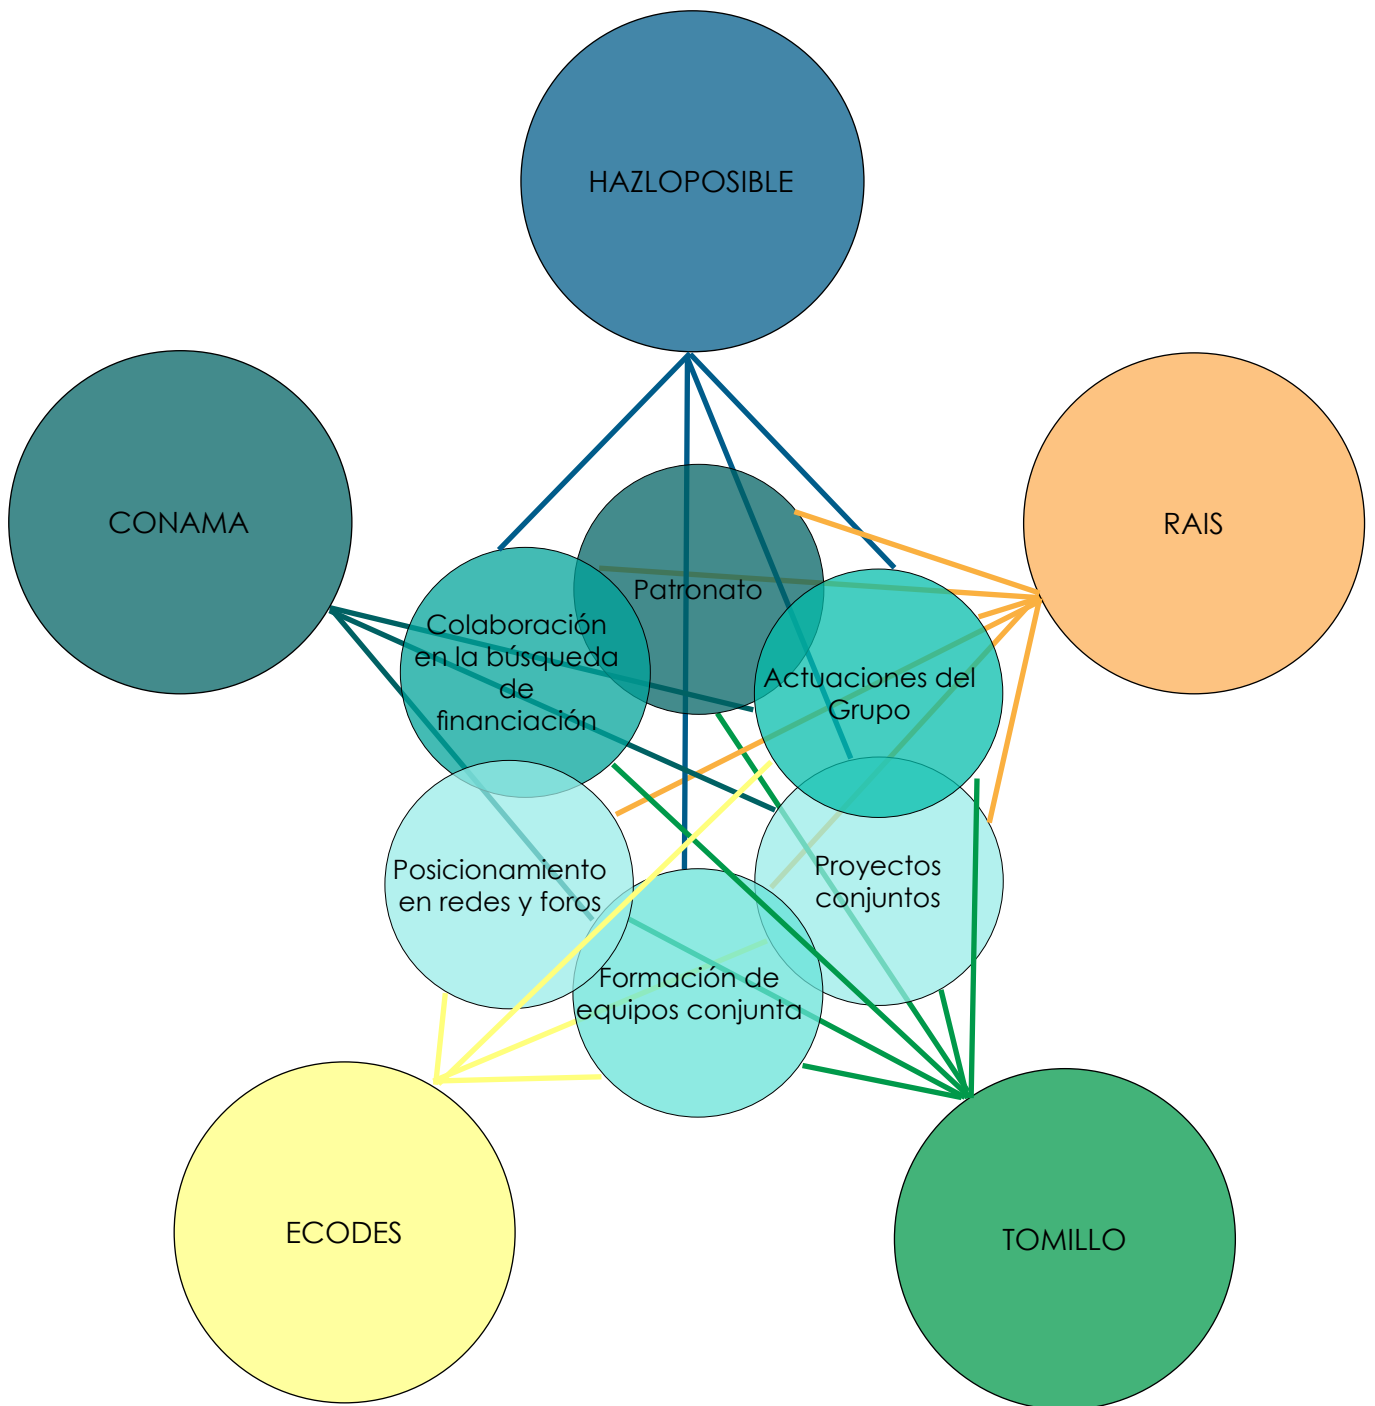 HAZLOPOSIBLE
CONAMA
RAIS
Patronato
Colaboración
en la búsqueda
de
financiación
Actuaciones del
Grupo
Posicionamiento
en redes y foros
Proyectos
conjuntos
Formación de
equipos conjunta
ECODES
TOMILLO